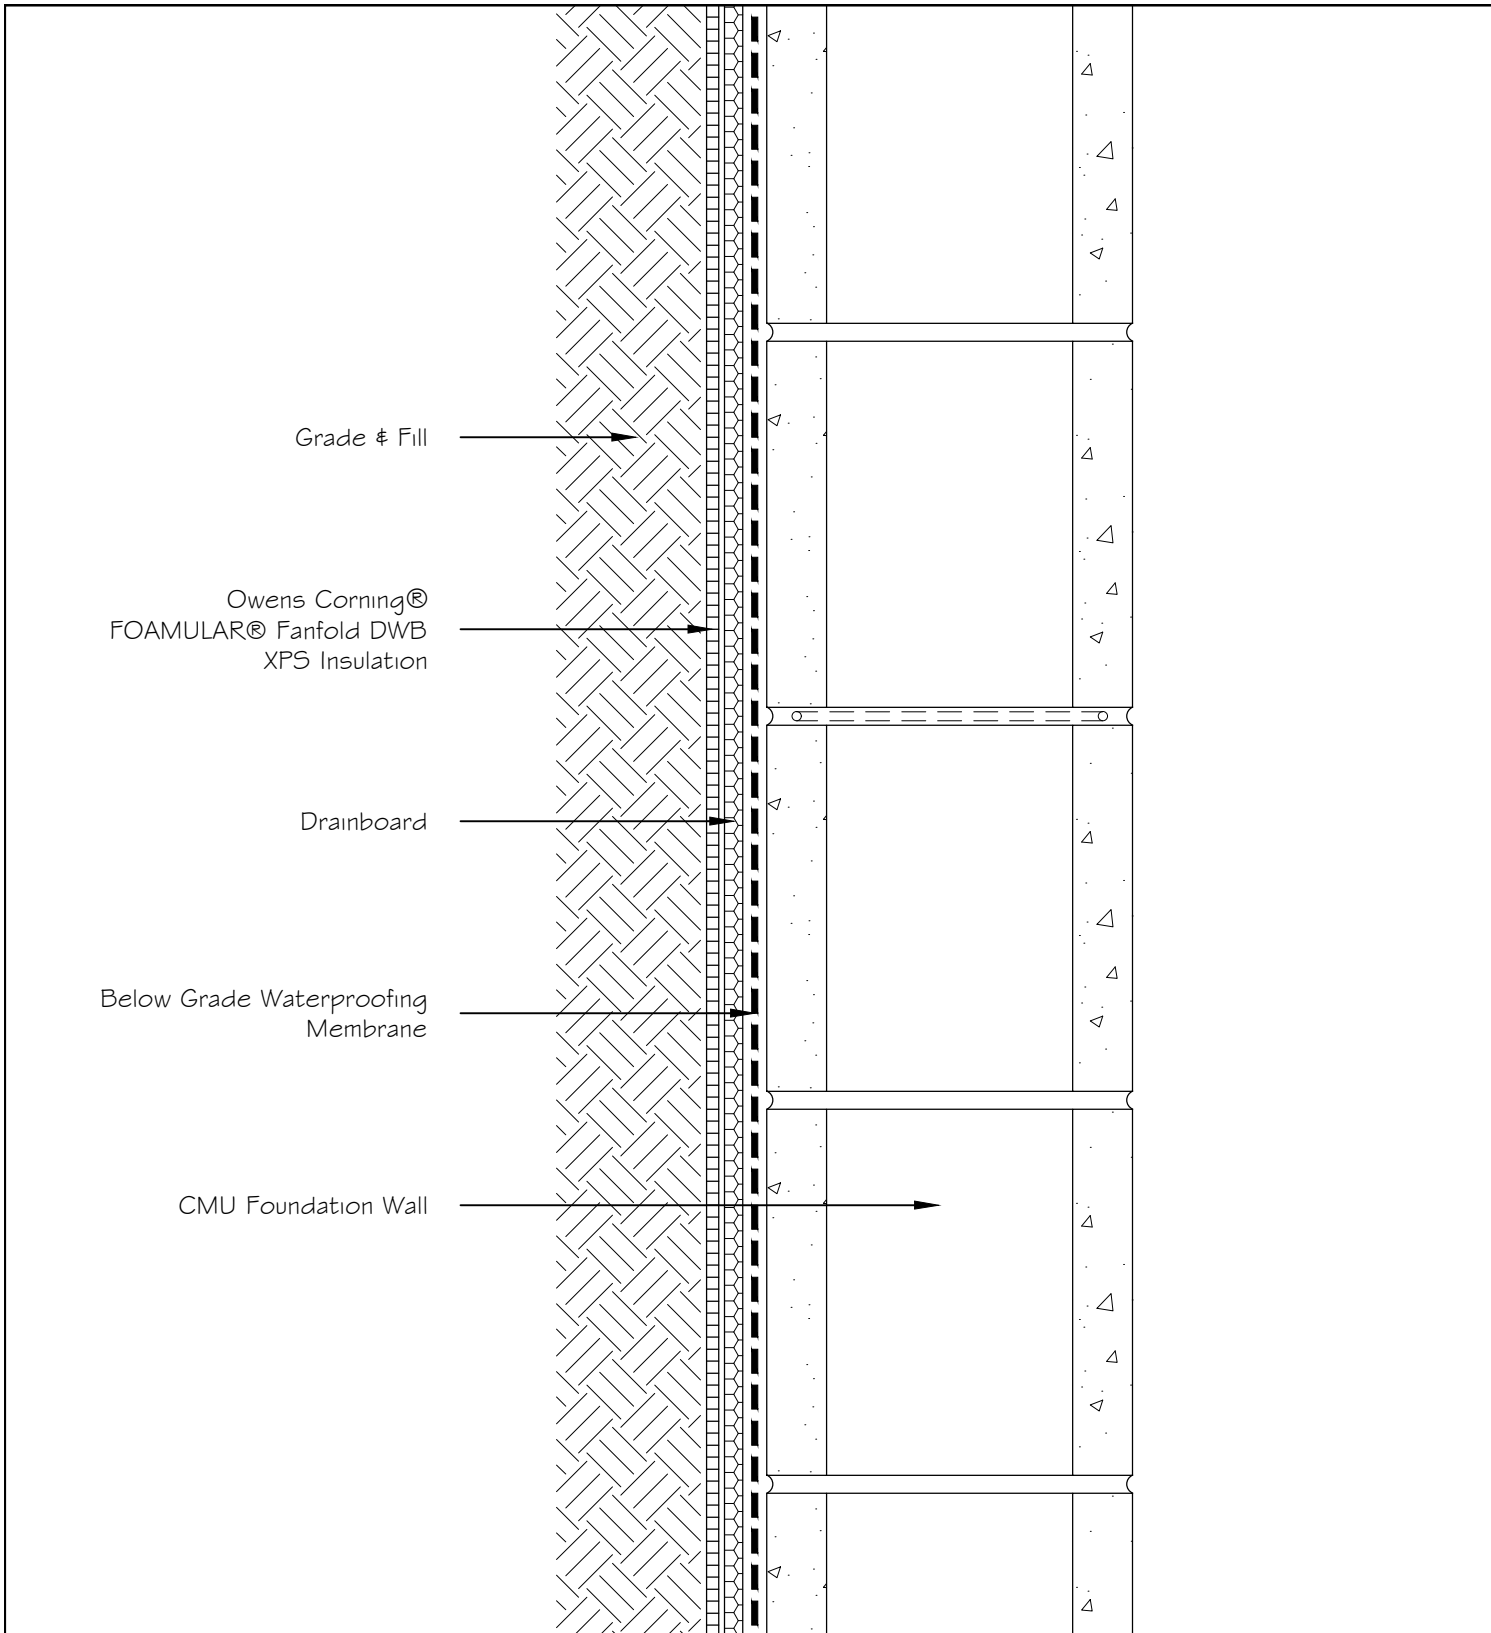 Grade & Fill
Owens Corning®
FOAMULAR® Fanfold DWB
XPS Insulation
Drainboard
Below Grade Waterproofing
Membrane
CMU Foundation Wall